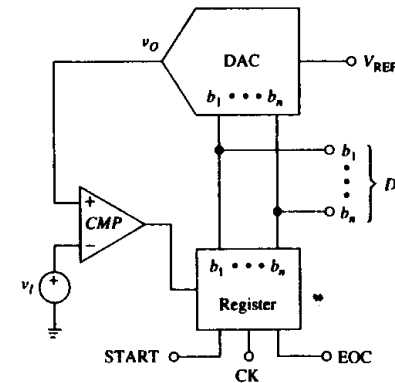 v_O
DAC
V_REF
b_1 • • • b_n
b_1
D
b_n
+
CMP
−
v_I
+
b_1 • • • b_n
Register
START
CK
EOC